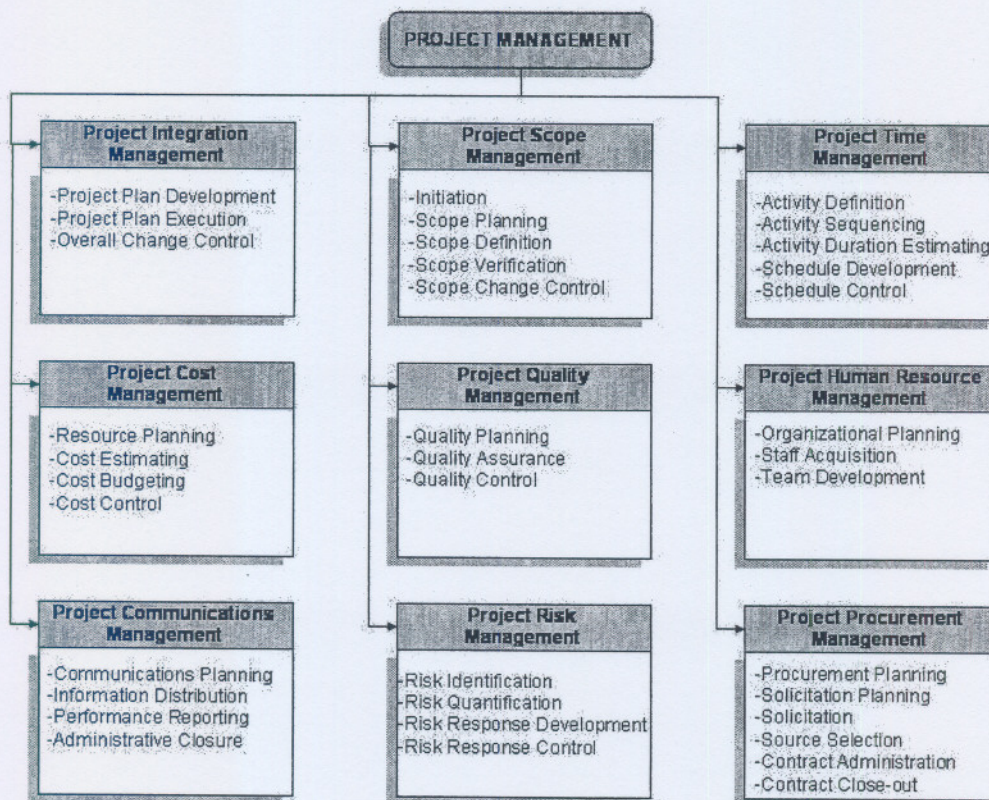 PROJECT MANAGEMENT
Project Integration
Management
-Project Plan Development
-Project Plan Execution
-Overall Change Control
Project Scope
Management
-Initiation
-Scope Planning
-Scope Definition
-Scope Verification
-Scope Change Control
Project Time
Management
-Activity Definition
-Activity Sequencing
-Activity Duration Estimating
-Schedule Development
-Schedule Control
Project Cost
Management
-Resource Planning
-Cost Estimating
-Cost Budgeting
-Cost Control
Project Quality
Management
-Quality Planning
-Quality Assurance
-Quality Control
Project Human Resource
Management
-Organizational Planning
-Staff Acquisition
-Team Development
Project Communications
Management
-Communications Planning
-Information Distribution
-Performance Reporting
-Administrative Closure
Project Risk
Management
-Risk Identification
-Risk Quantification
-Risk Response Development
-Risk Response Control
Project Procurement
Management
-Procurement Planning
-Solicitation Planning
-Solicitation
-Source Selection
-Contract Administration
-Contract Close-out